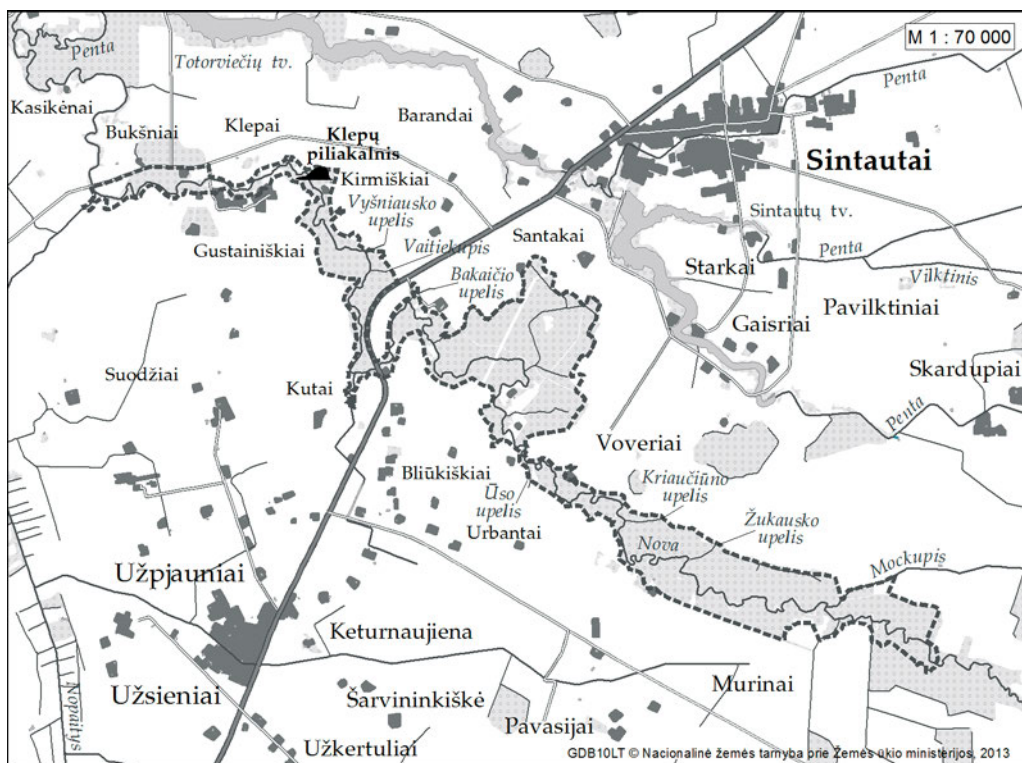 M 1 : 70 000
Penta
Totorviečių tv.
Penta
Kasikėnai
Barandai
Bukšniai
Klepai
Klepų
piliakalnis
Sintautai
Kirmiškiai
Vyšniausko
upelis
Sintautų tv.
Santakai
Gustainiškiai
Vaitiekupis
Penta
Starkai
Bakaičio
upelis
Vilktinis
Pavilktiniai
Gaisriai
Suodžiai
Skardupiai
Kutai
Penta
Voveriai
Bliūkiškiai
Kriaučiūno
upelis
Ūso
upelis
Žukausko
upelis
Urbantai
Nova
Mockupis
Užpjauniai
Keturnaujiena
Murinai
Užsieniai
Nopaitys
Šarvininkiškė
Pavasijai
Užkertuliai
GDB10LT © Nacionalinė žemės tarnyba prie Žemės ūkio ministerijos, 2013